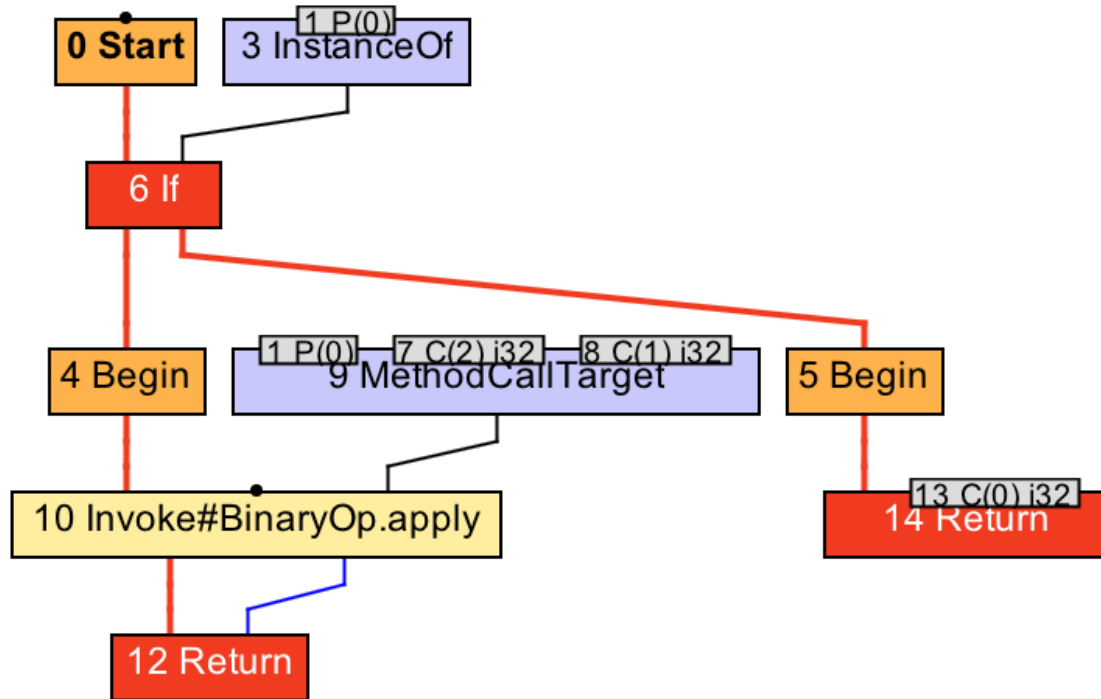 0 Start
1 P(0)
3 InstanceOf
6 If
4 Begin
1 P(0)
7 C(2) i32
8 C(1) i32
9 MethodCallTarget
5 Begin
10 Invoke#BinaryOp.apply
13 C(0) i32
14 Return
12 Return